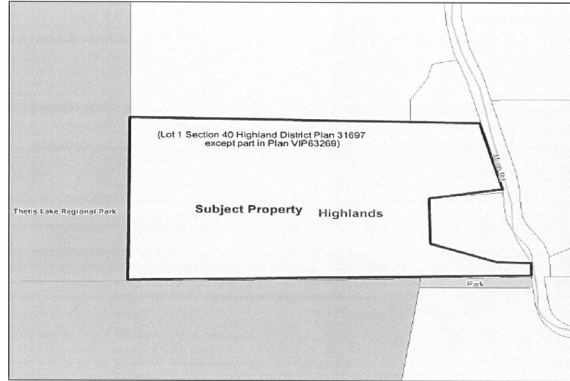 (Lot 1 Section 40 Highland District Plan 31697
except part in Plan VIP63269)
Thetis Lake Regional Park
Subject Property Highlands
Park